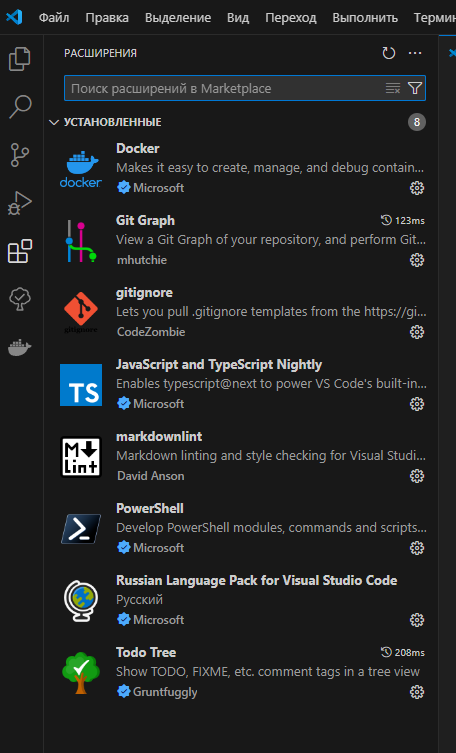 Файл Правка Выделение Вид Переход Выполнить Термин
РАСШИРЕНИЯ
Поиск расширений в Marketplace
УСТАНОВЛЕННЫЕ 8
Docker
Makes it easy to create, manage, and debug contain...
docker
Microsoft
Git Graph 123ms
View a Git Graph of your repository, and perform Git...
mhutchie
gitignore
Lets you pull .gitignore templates from the https://gi...
gitignore
CodeZombie
JavaScript and TypeScript Nightly
TS
Enables typescript@next to power VS Code's built-in...
Microsoft
markdownlint
M
Lint
Markdown linting and style checking for Visual Studi...
David Anson
PowerShell
Develop PowerShell modules, commands and scripts...
Microsoft
Russian Language Pack for Visual Studio Code
Русский
Microsoft
Todo Tree 208ms
Show TODO, FIXME, etc. comment tags in a tree view
Gruntfuggly